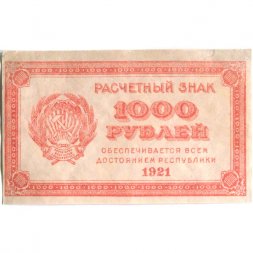 РАСЧЕТНЫЙ ЗНАК
1000
РУБЛЕЙ
ОБЕСПЕЧИВАЕТСЯ ВСЕМ
ДОСТОЯНИЕМ РЕСПУБЛИКИ
1921